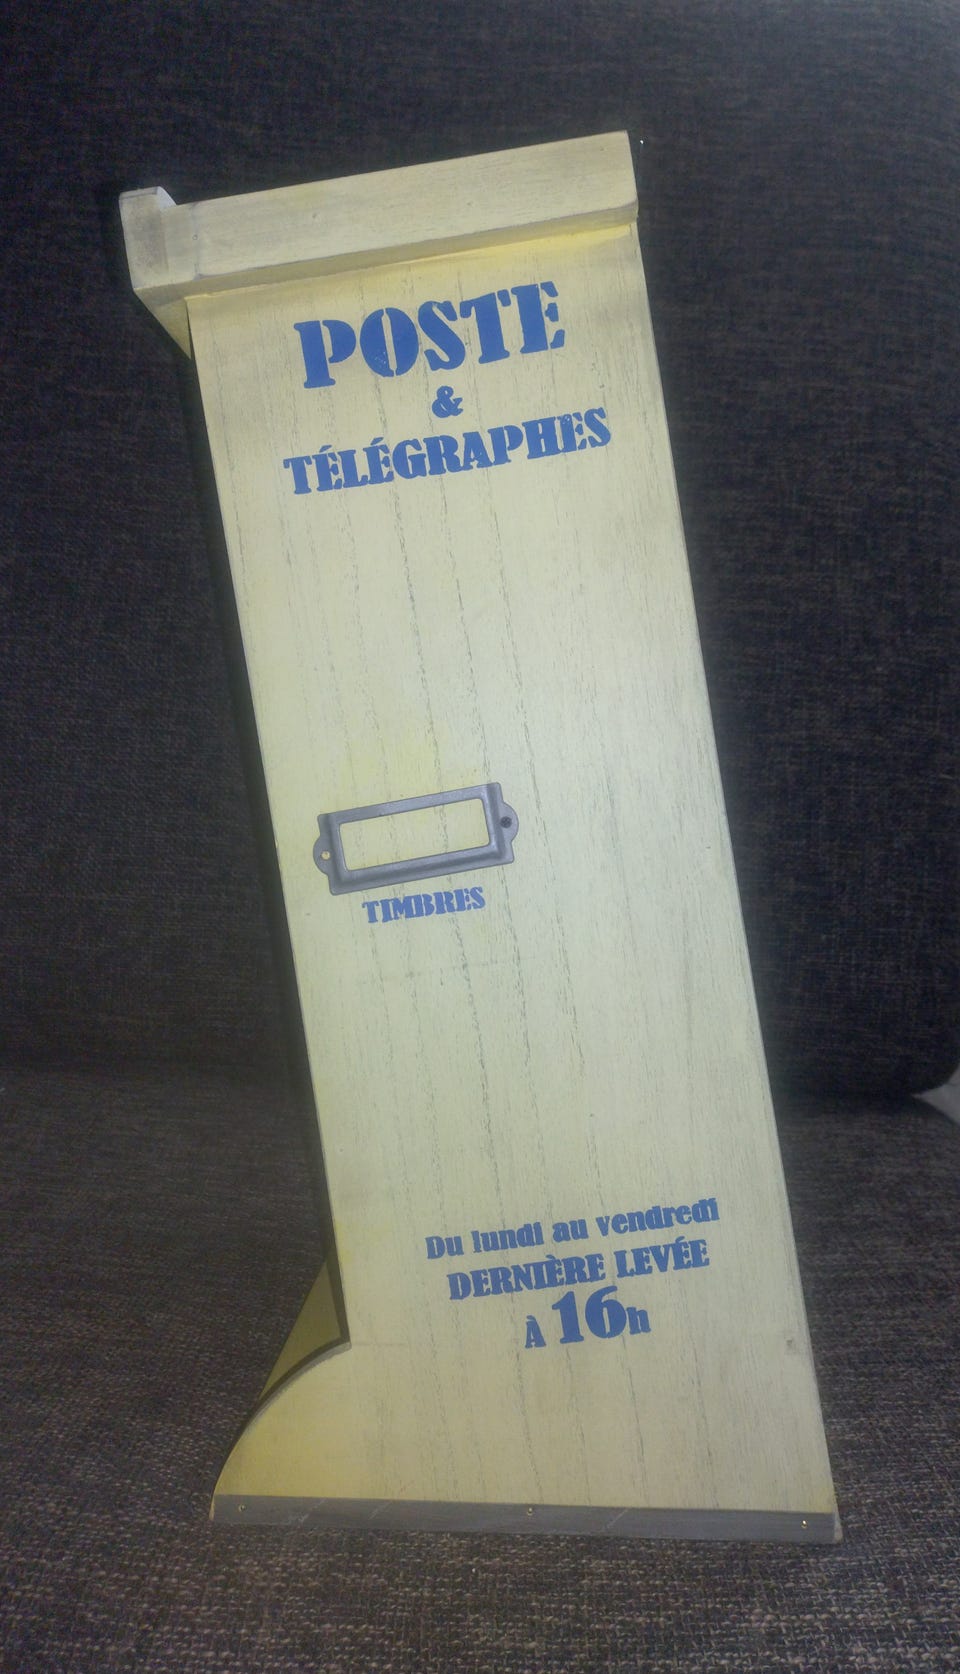 POSTE
&
TÉLÉGRAPHES
TIMBRES
Du lundi au vendredi
DERNIÈRE LEVÉE
À 16h